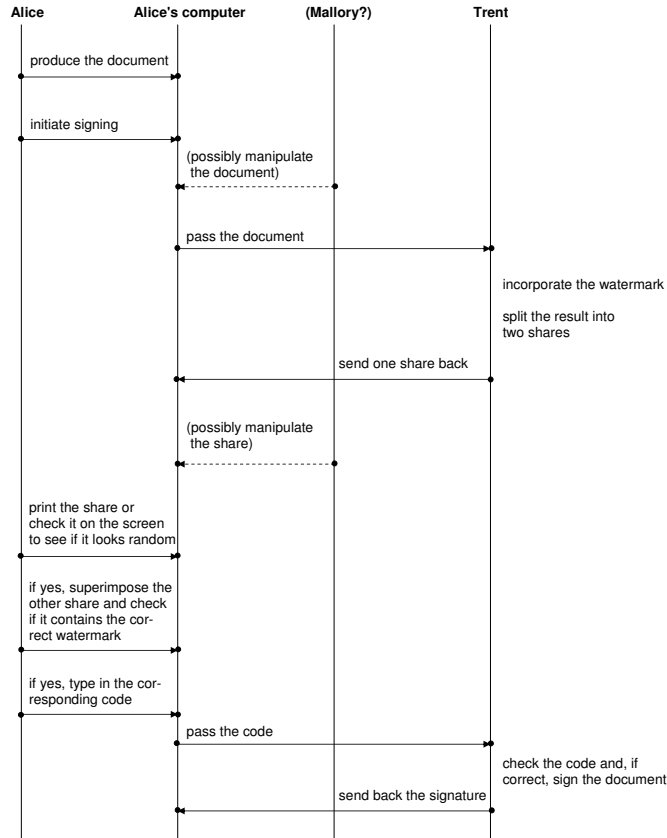 Alice
Alice's computer
(Mallory?)
Trent
produce the document
initiate signing
(possibly manipulate
the document)
pass the document
incorporate the watermark
split the result into
two shares
send one share back
(possibly manipulate
the share)
print the share or
check it on the screen
to see if it looks random
if yes, superimpose the
other share and check
if it contains the cor-
rect watermark
if yes, type in the cor-
responding code
pass the code
check the code and, if
correct, sign the document
send back the signature